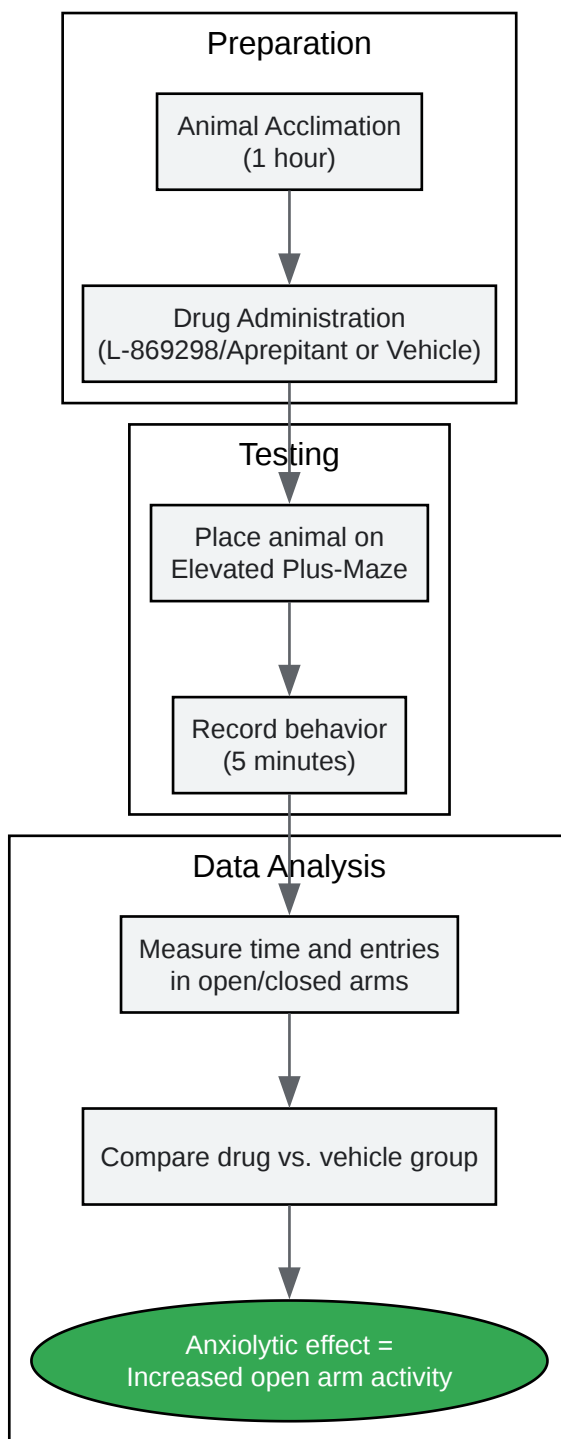 Preparation
Animal Acclimation
(1 hour)
Drug Administration
(L-869298/Aprepitant or Vehicle)
Testing
Place animal on
Elevated Plus-Maze
Record behavior
(5 minutes)
Data Analysis
Measure time and entries
in open/closed arms
Compare drug vs. vehicle group
Anxiolytic effect =
Increased open arm activity